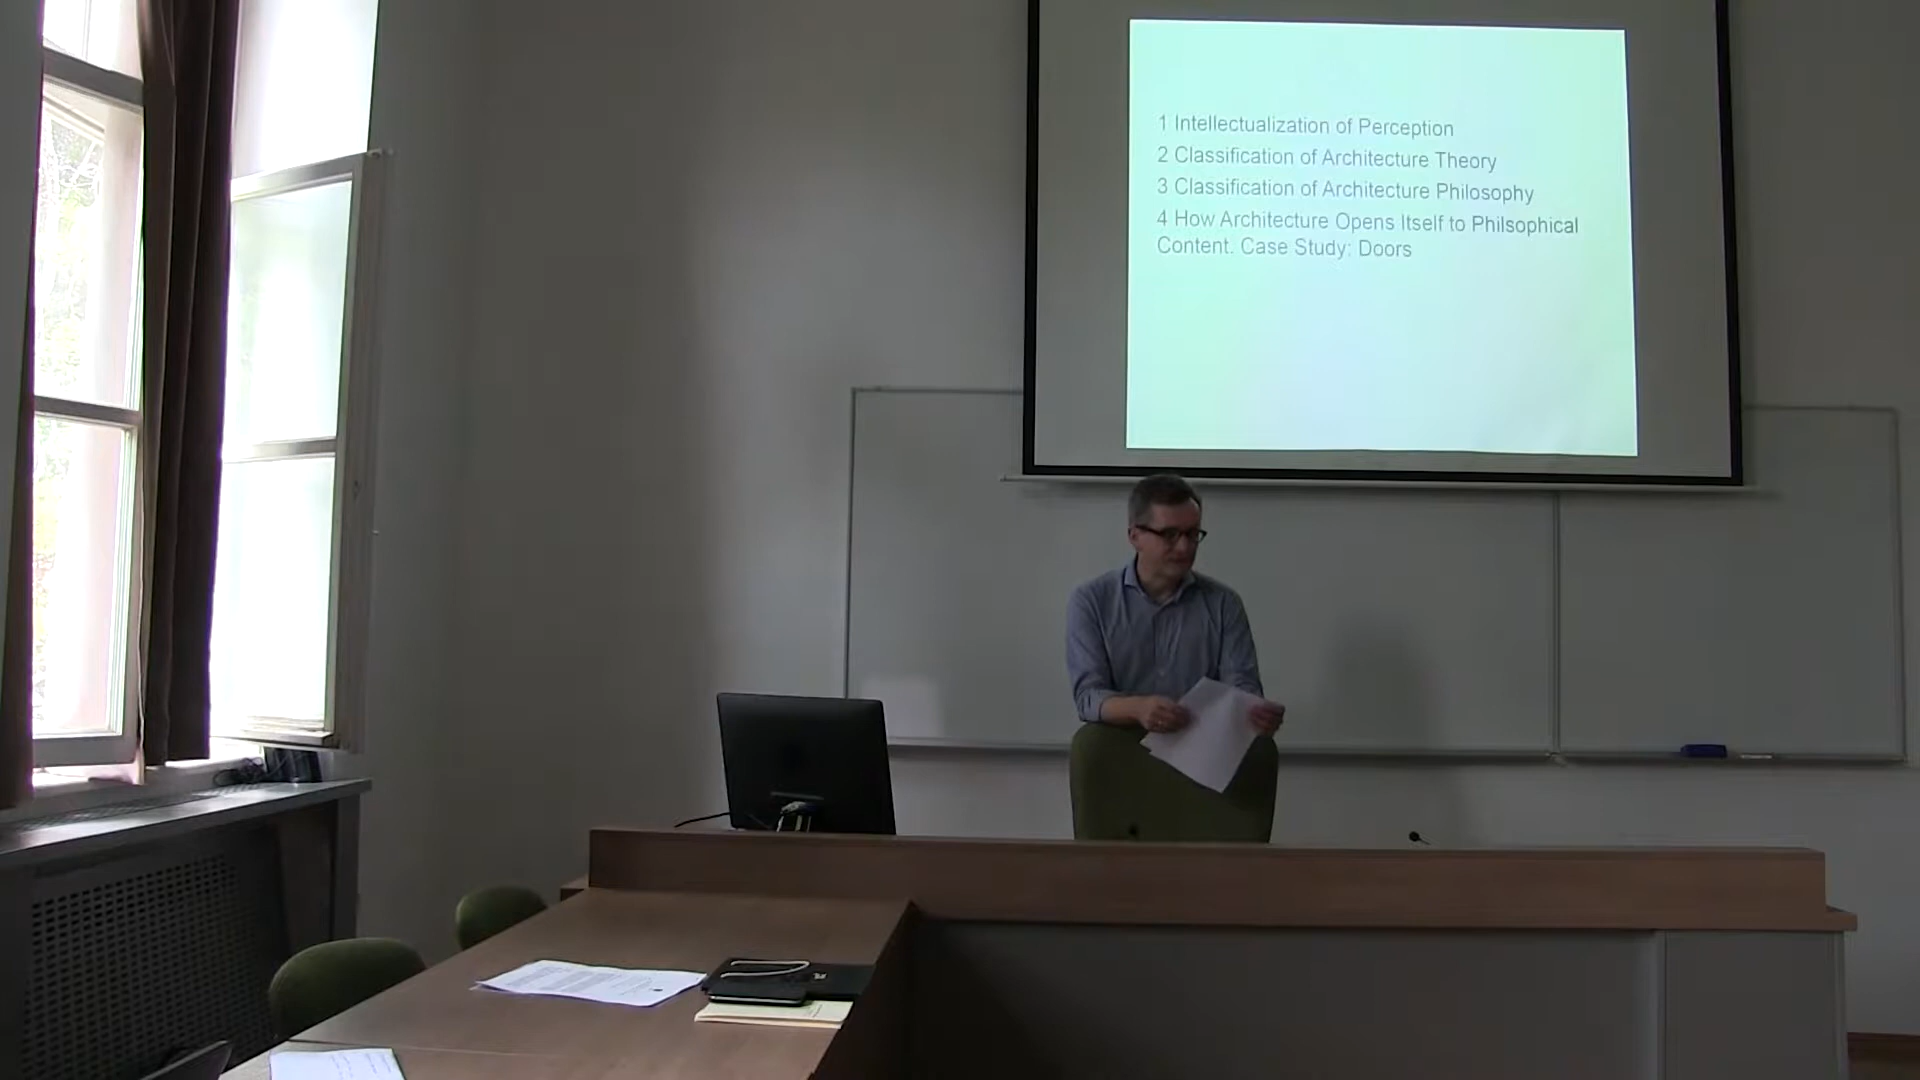 1 Intellectualization of Perception
2 Classification of Architecture Theory
3 Classification of Architecture Philosophy
4 How Architecture Opens Itself to Philsophical
Content. Case Study: Doors